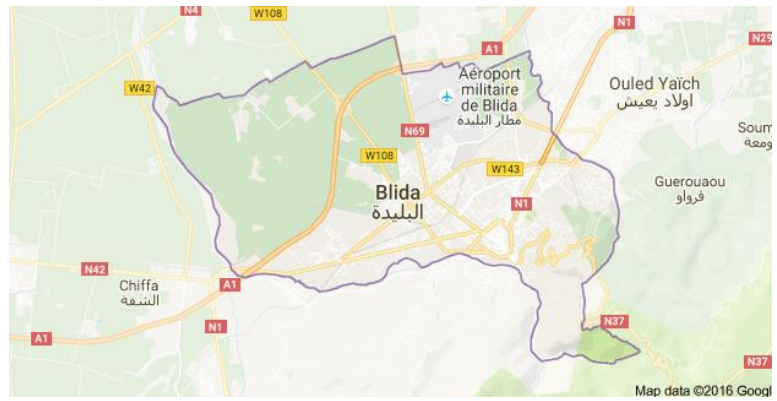 N4
W108
N1
N29
A1
W42
Aéroport
militaire
de Blida
مطار البليدة
Ouled Yaïch
اولاد يعيش
N69
Soum
ومعة
W108
W143
Guerouaou
قرواو
Blida
البليدة
N1
N42
Chiffa
الشفة
A1
N1
N37
A1
N37
Map data ©2016 Googl